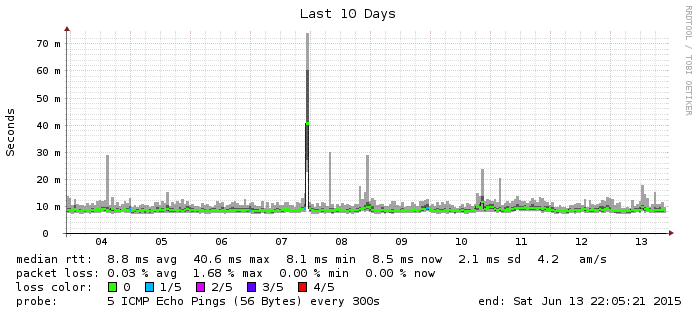 Last 10 Days
RRDTOOL / TOBI OETIKER
Seconds
70 m
60 m
50 m
40 m
30 m
20 m
10 m
0
04 05 06 07 08 09 10 11 12 13
median rtt: 8.8 ms avg 40.6 ms max 8.1 ms min 8.5 ms now 2.1 ms sd 4.2 am/s
packet loss: 0.03 % avg 1.68 % max 0.00 % min 0.00 % now
loss color: 0 1/5 2/5 3/5 4/5
probe: 5 ICMP Echo Pings (56 Bytes) every 300s end: Sat Jun 13 22:05:21 2015